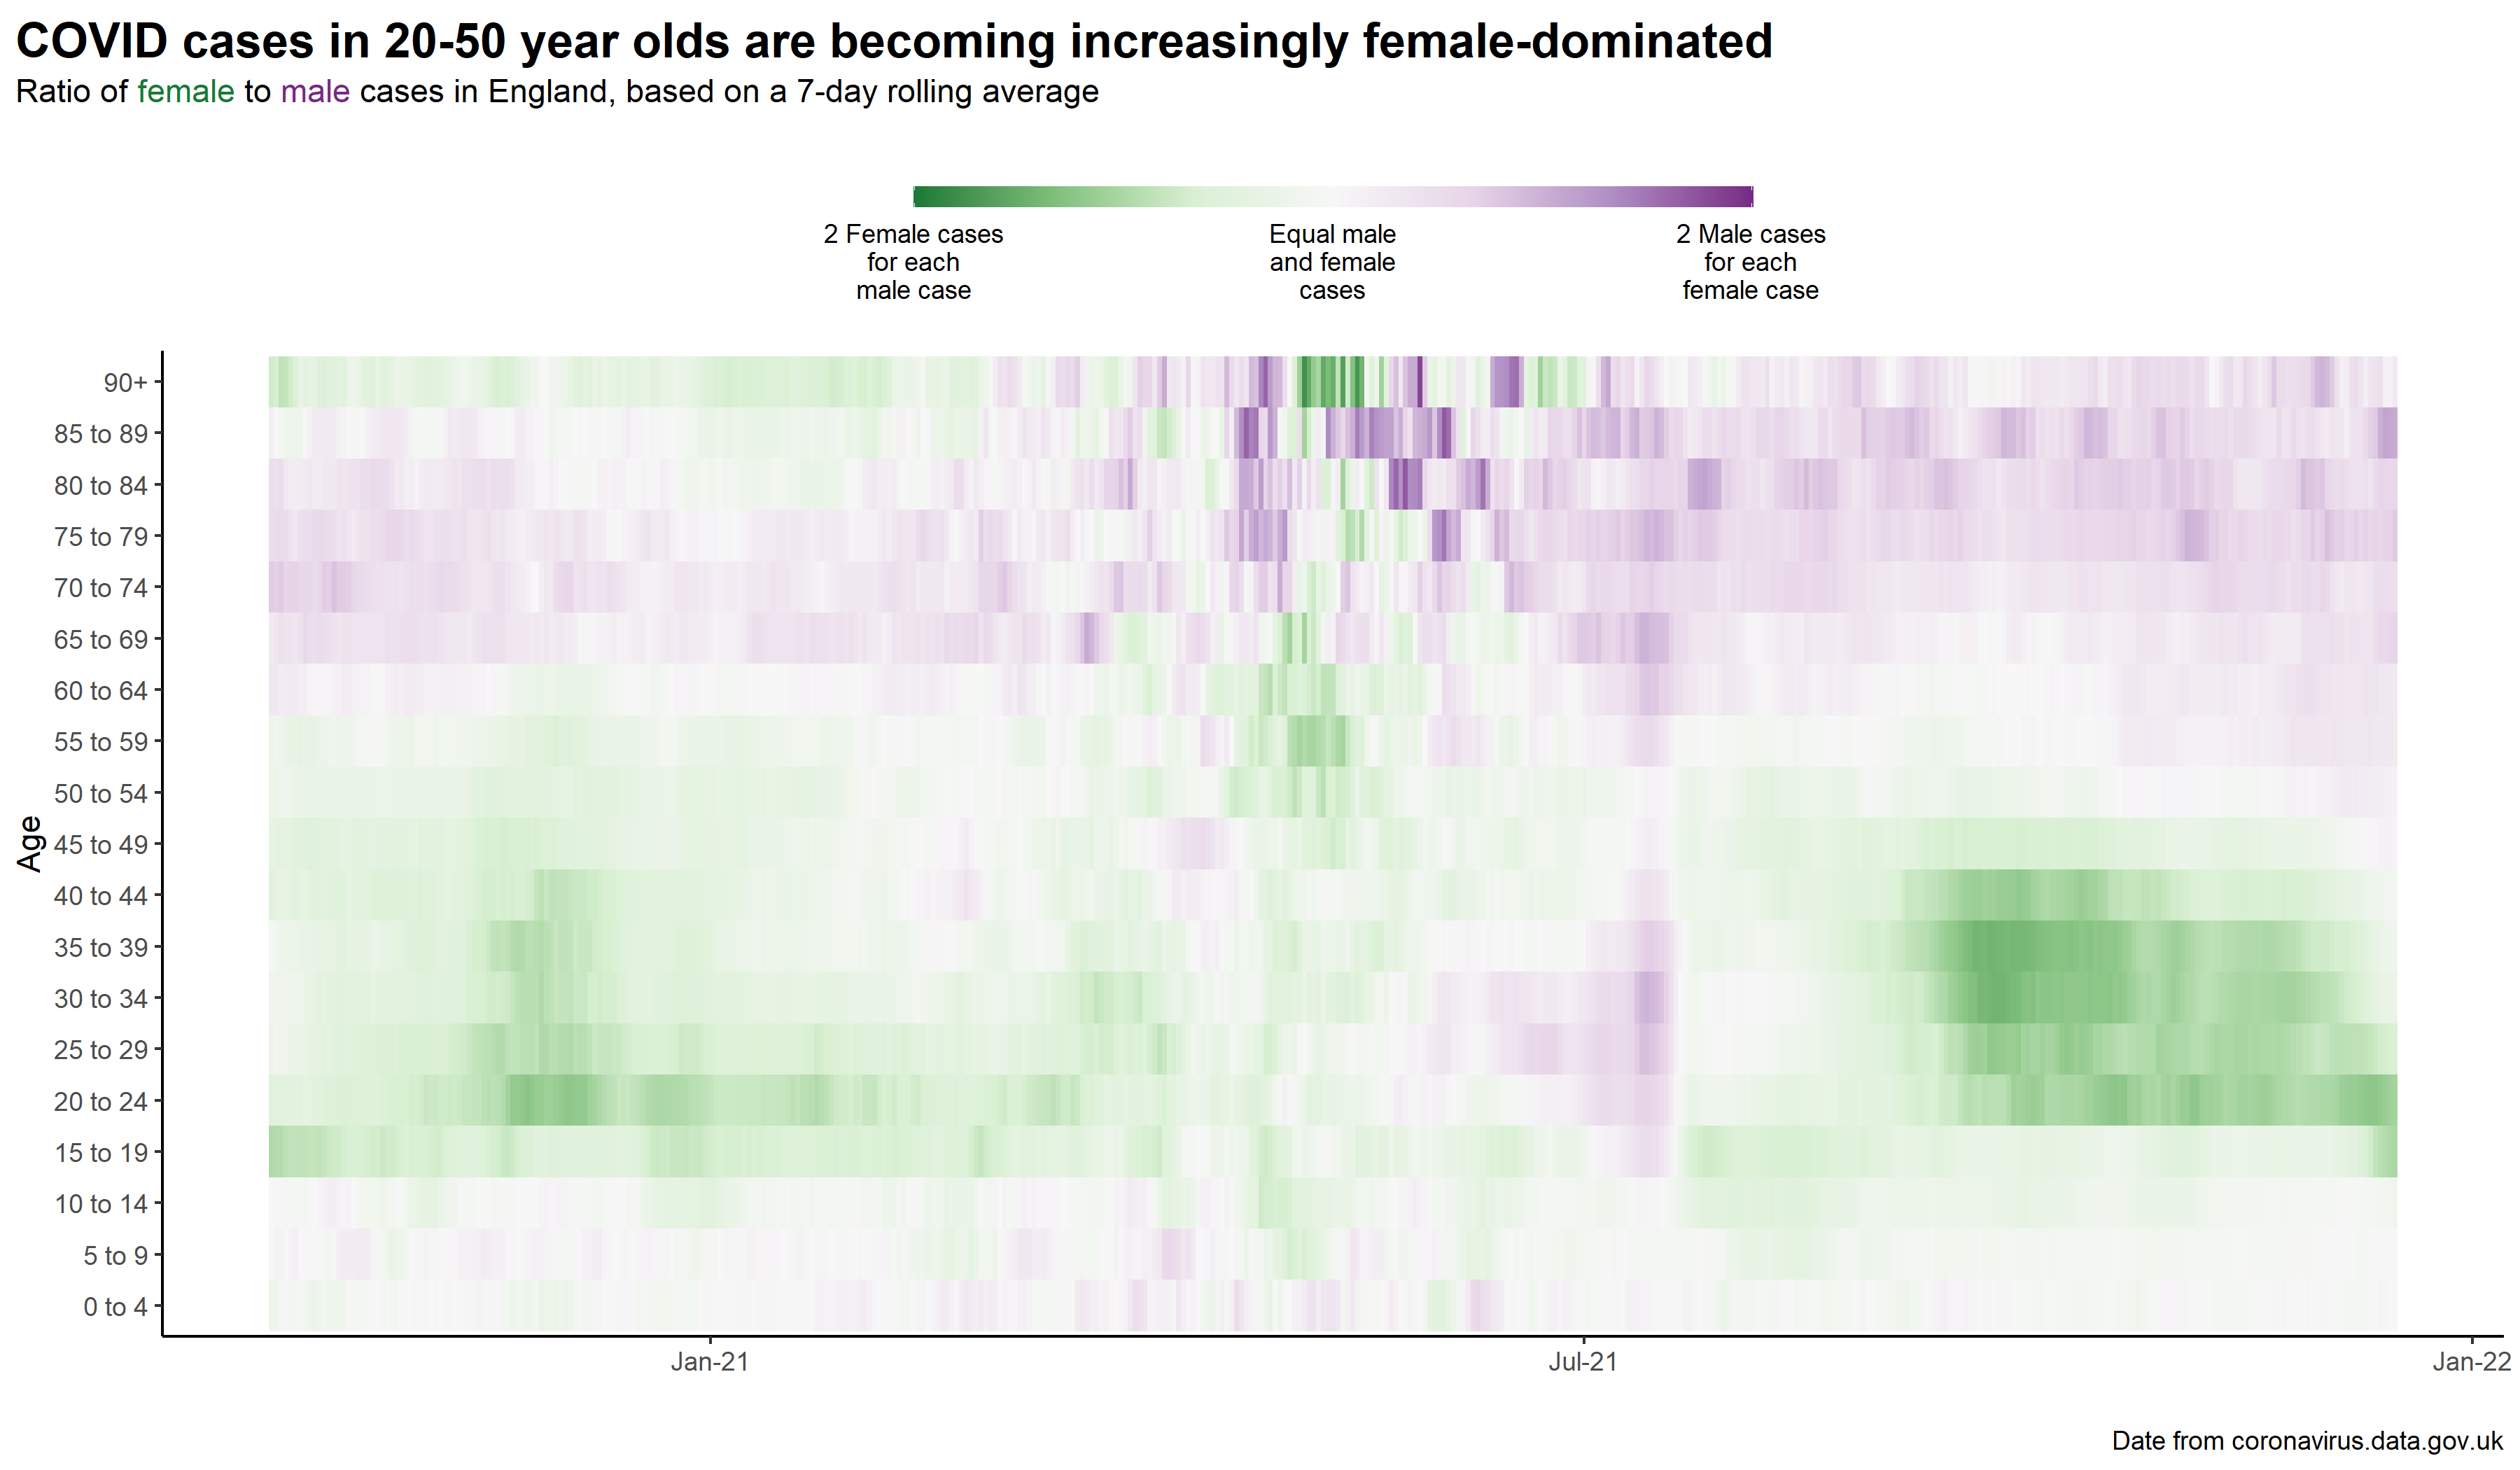 COVID cases in 20-50 year olds are becoming increasingly female-dominated
Ratio of female to male cases in England, based on a 7-day rolling average
2 Female cases
for each
male case
Equal male
and female
cases
2 Male cases
for each
female case
Age
90+
85 to 89
80 to 84
75 to 79
70 to 74
65 to 69
60 to 64
55 to 59
50 to 54
45 to 49
40 to 44
35 to 39
30 to 34
25 to 29
20 to 24
15 to 19
10 to 14
5 to 9
0 to 4
Jan-21
Jul-21
Jan-22
Date from coronavirus.data.gov.uk